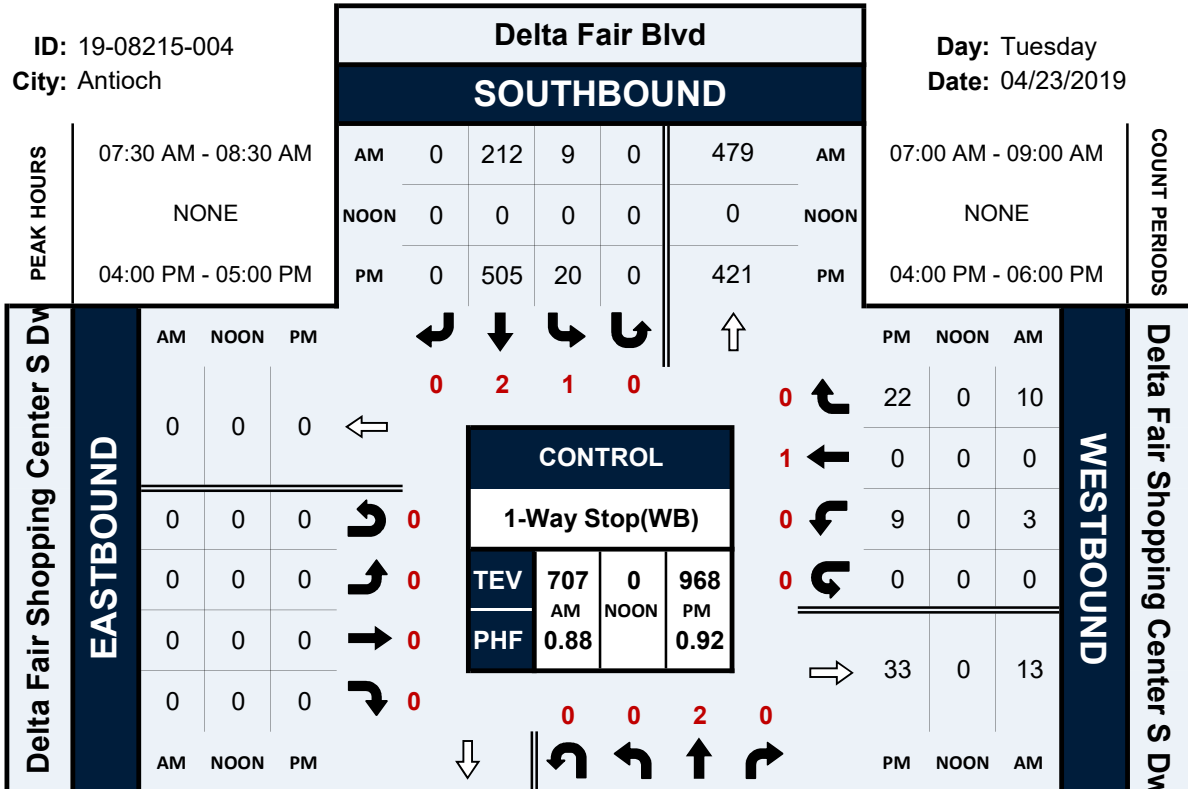 ID: 19-08215-004
City: Antioch
Delta Fair Blvd
SOUTHBOUND
Day: Tuesday
Date: 04/23/2019
PEAK HOURS
07:30 AM - 08:30 AM
NONE
04:00 PM - 05:00 PM
AM 0 212 9 0 479 AM
NOON 0 0 0 0 0 NOON
PM 0 505 20 0 421 PM
07:00 AM - 09:00 AM
NONE
04:00 PM - 06:00 PM
COUNT PERIODS
0 2 1 0
Delta Fair Shopping Center S Dw
EASTBOUND
AM NOON PM
0 0 0
0 0 0 0
0 0 0 0
0 0 0 0
0 0 0 0
AM NOON PM
CONTROL
1-Way Stop(WB)
TEV 707 0 968
AM NOON PM
PHF 0.88 0.92
PM NOON AM
0 22 0 10
1 0 0 0
0 9 0 3
0 0 0 0
33 0 13
PM NOON AM
WESTBOUND
Delta Fair Shopping Center S Dw
0 0 2 0